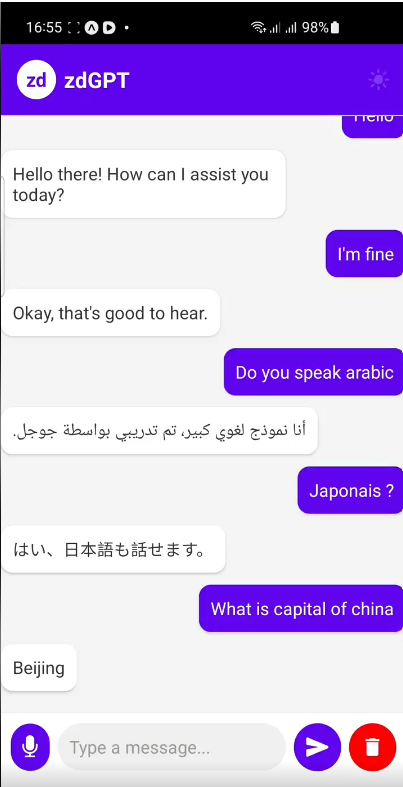 16:55
98%
zd zdGPT
Hello
Hello there! How can I assist you
today?
I'm fine
Okay, that's good to hear.
Do you speak arabic
أنا نموذج لغوي كبير، تم تدريبي بواسطة جوجل.
Japonais ?
はい、日本語も話せます。
What is capital of china
Beijing
Type a message...